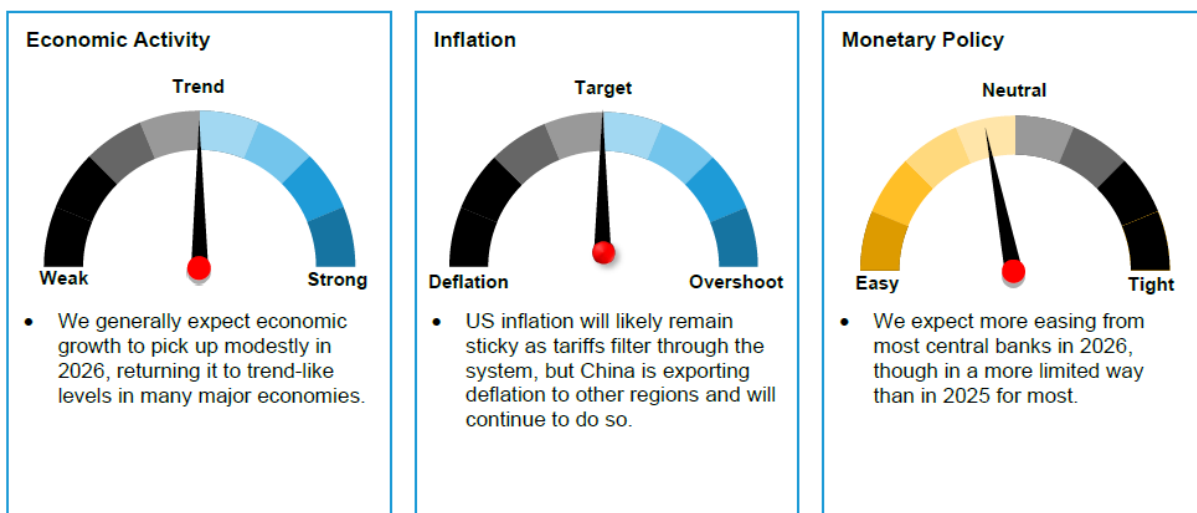 Economic Activity
Trend
Weak
Strong
• We generally expect economic
growth to pick up modestly in
2026, returning it to trend-like
levels in many major economies.
Inflation
Target
Deflation
Overshoot
• US inflation will likely remain
sticky as tariffs filter through the
system, but China is exporting
deflation to other regions and will
continue to do so.
Monetary Policy
Neutral
Easy
Tight
• We expect more easing from
most central banks in 2026,
though in a more limited way
than in 2025 for most.